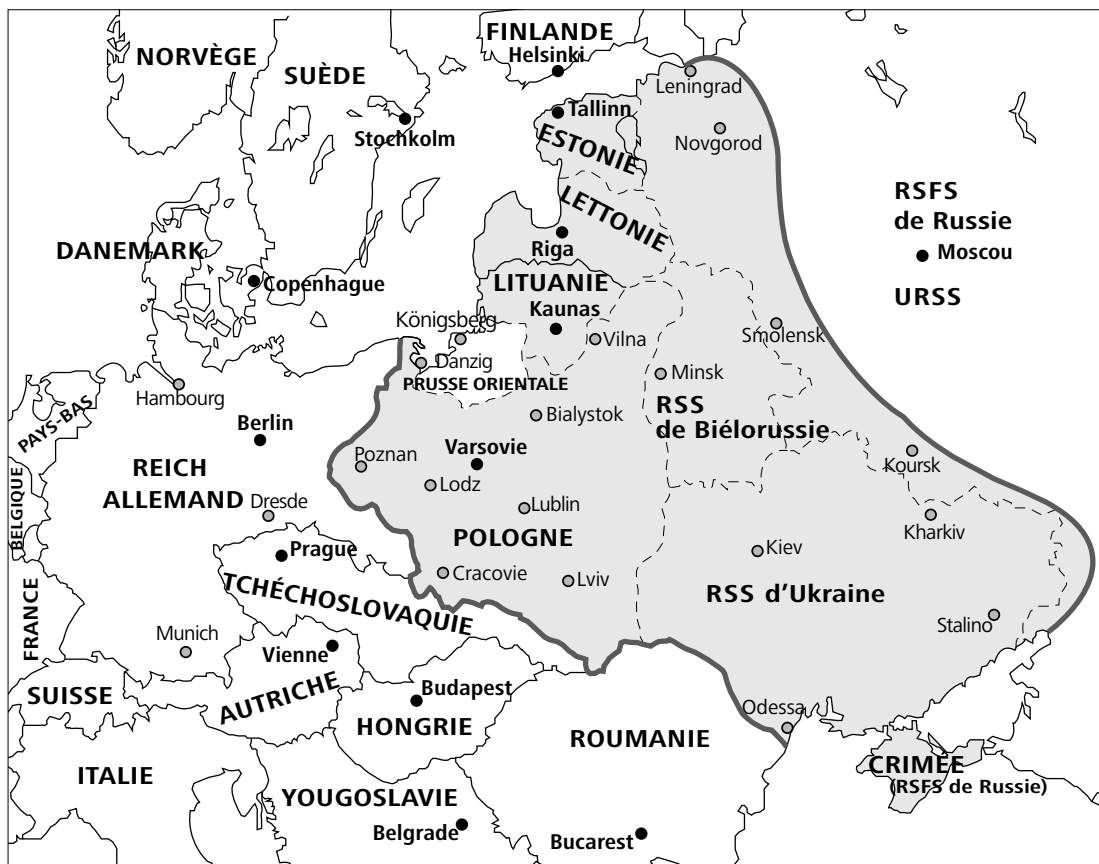 FINLANDE
Helsinki
NORVÈGE
SUÈDE
Leningrad
Tallinn
Stochkolm
ESTONIE
Novgorod
LETTONIE
RSFS
de Russie
Moscou
DANEMARK
Riga
Copenhague
LITUANIE
URSS
Kaunas
Königsberg
Vilna
Smolensk
Danzig
PRUSSE ORIENTALE
Minsk
Hambourg
PAYS-BAS
Bialystok
RSS
de Biélorussie
Berlin
Varsovie
Poznan
Koursk
REICH
ALLEMAND
Lodz
BELGIQUE
Dresde
Lublin
Kharkiv
POLOGNE
Prague
Kiev
Cracovie
Lviv
TCHÉCHOSLOVAQUIE
RSS d’Ukraine
FRANCE
Stalino
Munich
Vienne
SUISSE
AUTRICHE
Budapest
HONGRIE
Odessa
ROUMANIE
ITALIE
CRIMÉE
(RSFS de Russie)
YOUGOSLAVIE
Belgrade
Bucarest